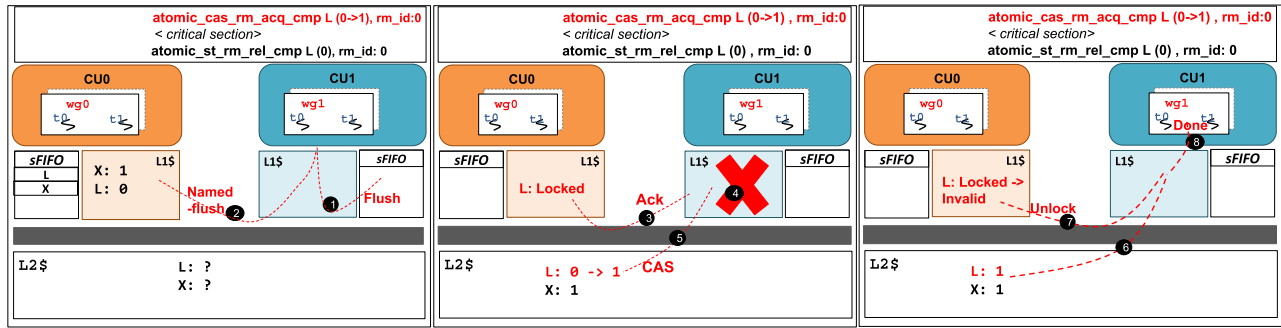 atomic_cas_rm_acq_cmp L (0->1), rm_id:0
< critical section>
atomic_st_rm_rel_cmp L (0), rm_id: 0
CU0
wg0
t0 t1
CU1
wg1
t0 t1
sFIFO
L
X
L1$
X: 1
L: 0
Named
-flush
2
L1$
1
Flush
sFIFO
L2$
L: ?
X: ?
atomic_cas_rm_acq_cmp L (0->1) , rm_id:0
< critical section>
atomic_st_rm_rel_cmp L (0) , rm_id: 0
CU0
wg0
t0 t1
CU1
wg1
t0 t1
sFIFO
L1$
L: Locked
Ack
3
L1$
4
sFIFO
5
L2$
L: 0 -> 1
CAS
X: 1
atomic_cas_rm_acq_cmp L (0->1) , rm_id:0
< critical section>
atomic_st_rm_rel_cmp L (0) , rm_id: 0
CU0
wg0
t0 t1
CU1
wg1
t0 t1
Done
8
sFIFO
L1$
L: Locked ->
Invalid
Unlock
7
L1$
sFIFO
6
L2$
L: 1
X: 1